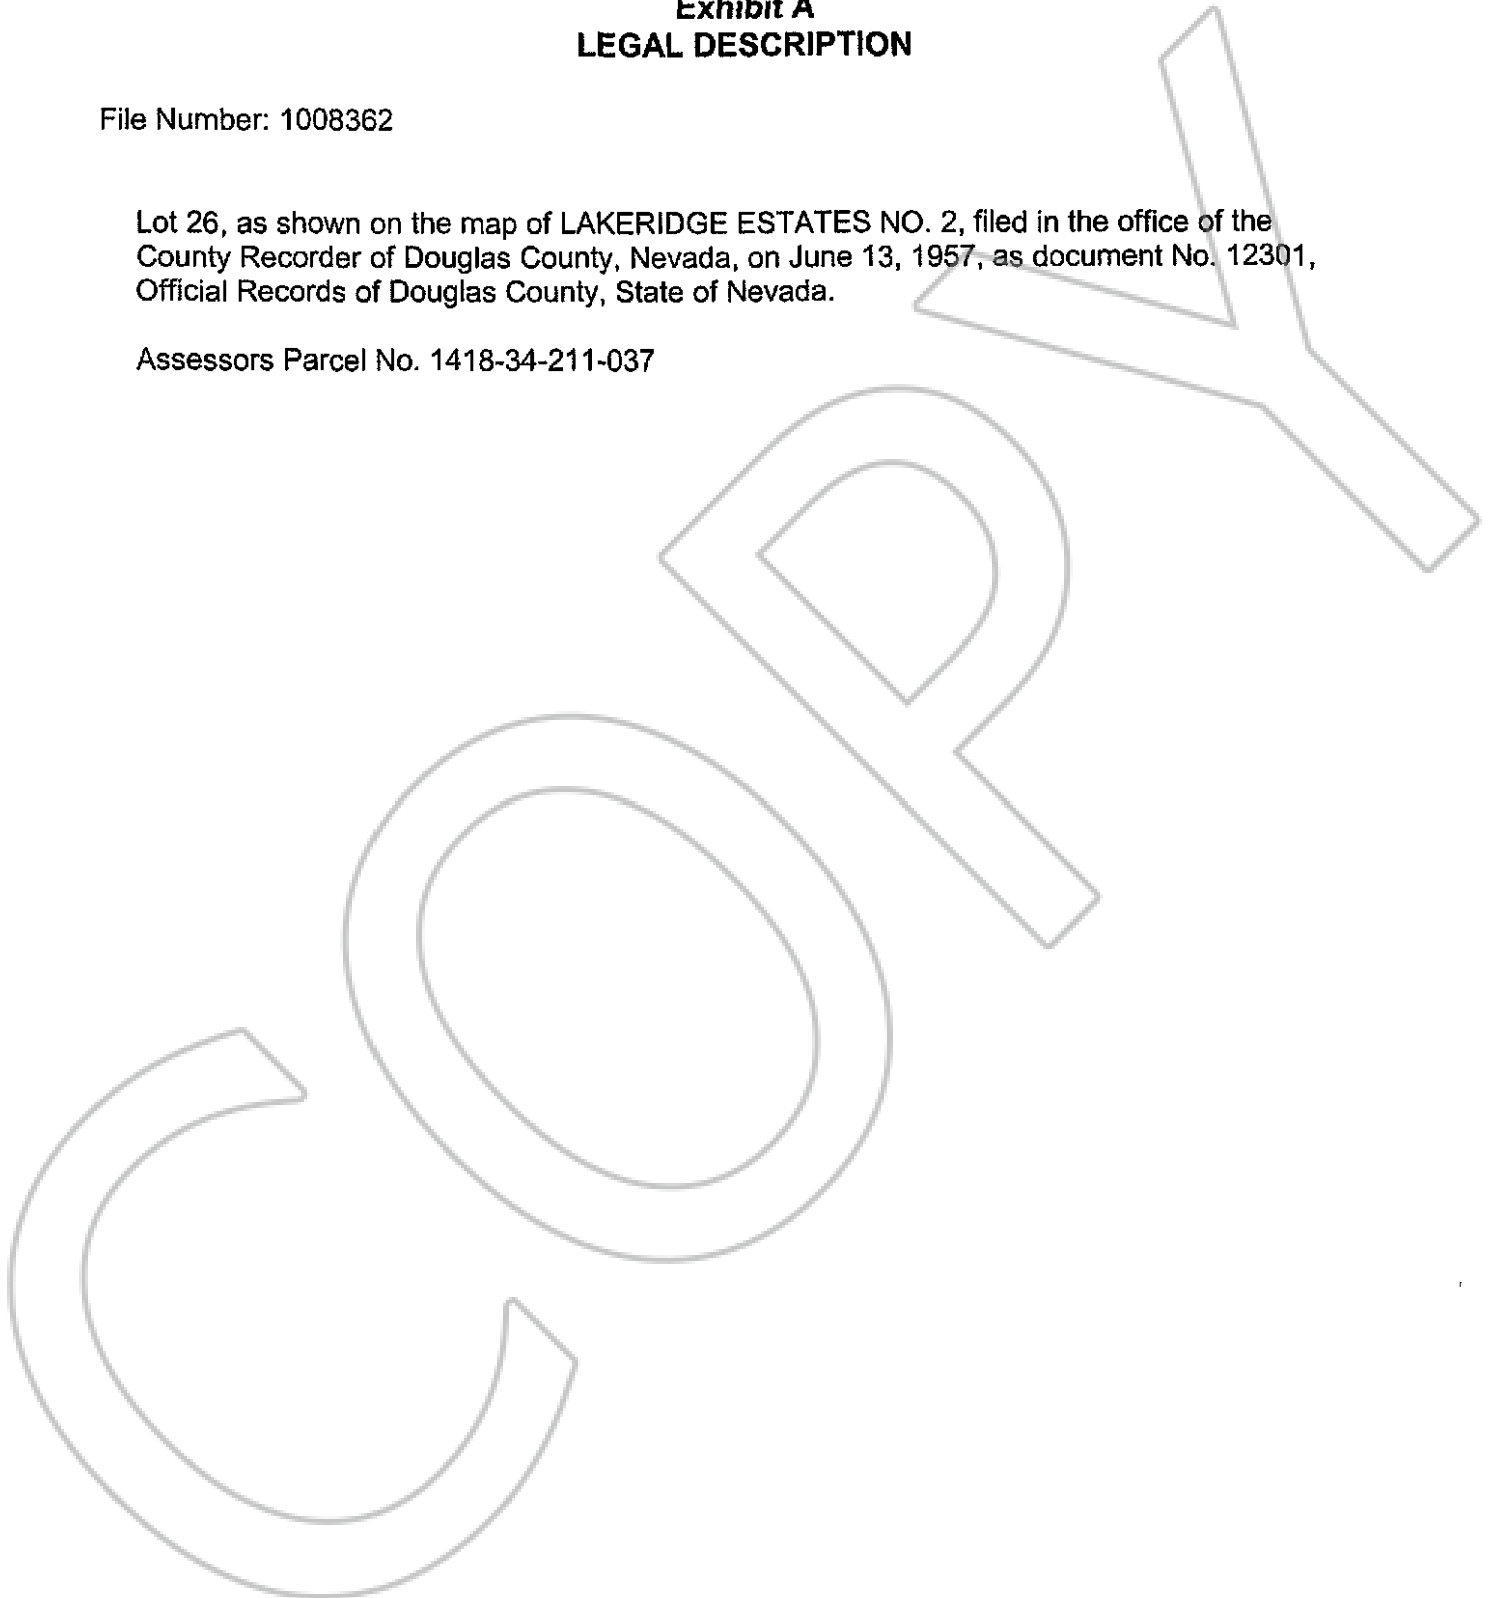 Exhibit A
LEGAL DESCRIPTION
File Number: 1008362
Lot 26, as shown on the map of LAKERIDGE ESTATES NO. 2, filed in the office of the
County Recorder of Douglas County, Nevada, on June 13, 1957, as document No. 12301,
Official Records of Douglas County, State of Nevada.
Assessors Parcel No. 1418-34-211-037
COPY